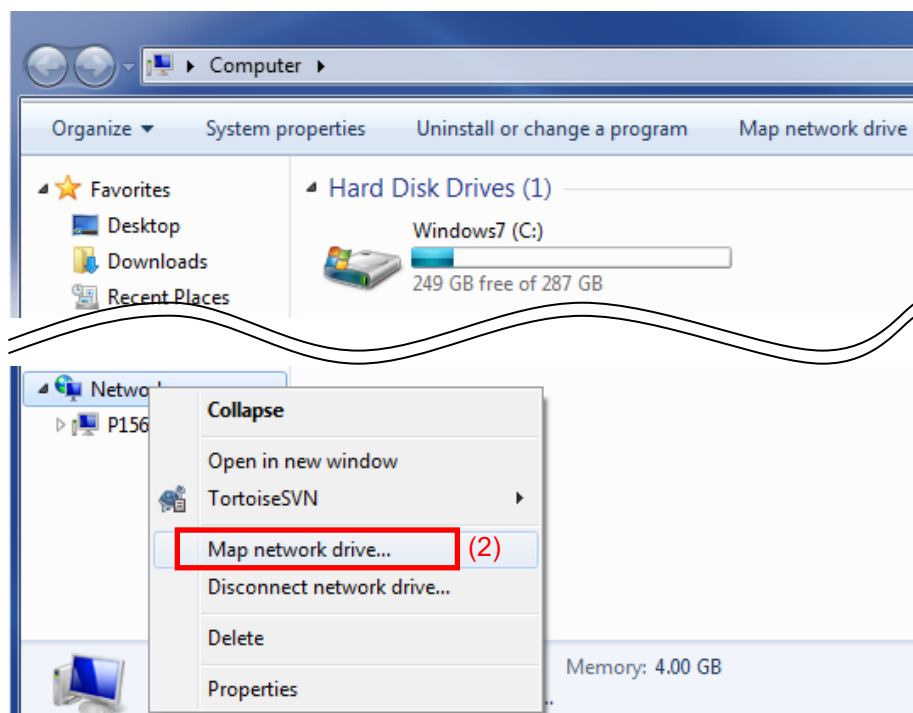 Computer
Organize System properties Uninstall or change a program Map network drive
Favorites
Desktop
Downloads
Recent Places
Hard Disk Drives (1)
Windows7 (C:)
249 GB free of 287 GB
Netwo
P156
Collapse
Open in new window
TortoiseSVN
Map network drive... (2)
Disconnect network drive...
Delete
Properties
Memory: 4.00 GB